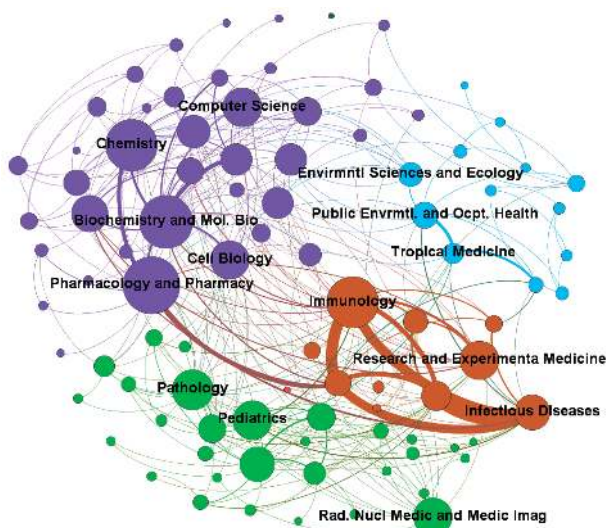 Computer Science
Chemistry
Envirmntl Sciences and Ecology
Biochemistry and Mol. Bio
Public Envrmtl. and Ocpt. Health
Cell Biology
Tropical Medicine
Pharmacology and Pharmacy
Immunology
Research and Experimenta Medicine
Pathology
Pediatrics
Infectious Diseases
Rad. Nucl Medic and Medic Imag